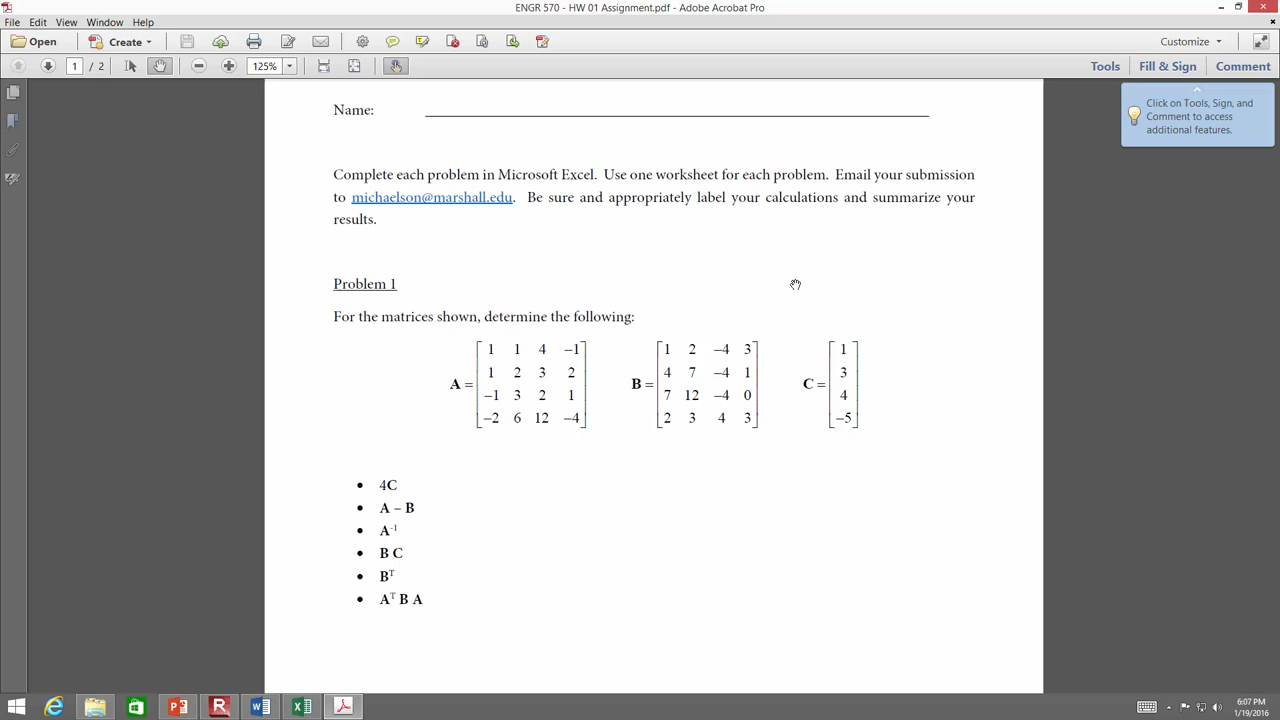 ENGR 570 - HW 01 Assignment.pdf - Adobe Acrobat Pro
File Edit View Window Help
Open Create Customize
1 / 2 125% Tools Fill & Sign Comment
Click on Tools, Sign, and
Comment to access
additional features.
Name:
Complete each problem in Microsoft Excel. Use one worksheet for each problem. Email your submission
to michaelson@marshall.edu. Be sure and appropriately label your calculations and summarize your
results.
Problem 1
For the matrices shown, determine the following:
A = [1 1 4 −1
1 2 3 2
−1 3 2 1
−2 6 12 −4]
B = [1 2 −4 3
4 7 −4 1
7 12 −4 0
2 3 4 3]
C = [1
3
4
−5]
• 4C
• A – B
• A⁻¹
• B C
• Bᵀ
• Aᵀ B A
6:07 PM
1/19/2016